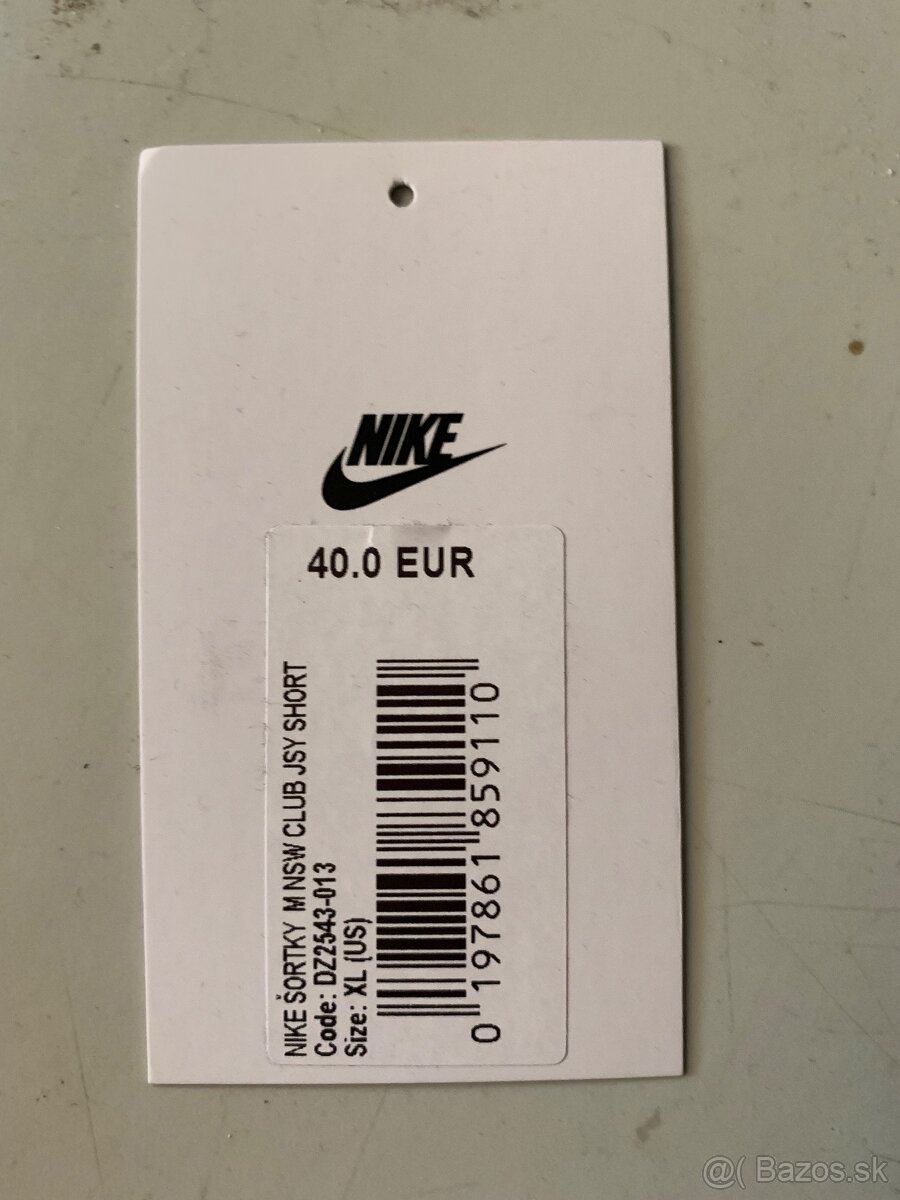 NIKE
40.0 EUR
NIKE ŠORTKY M NSW CLUB JSY SHORT
Code: DZ2543-013
Size: XL (US)
0 197861 859110
@( Bazos.sk